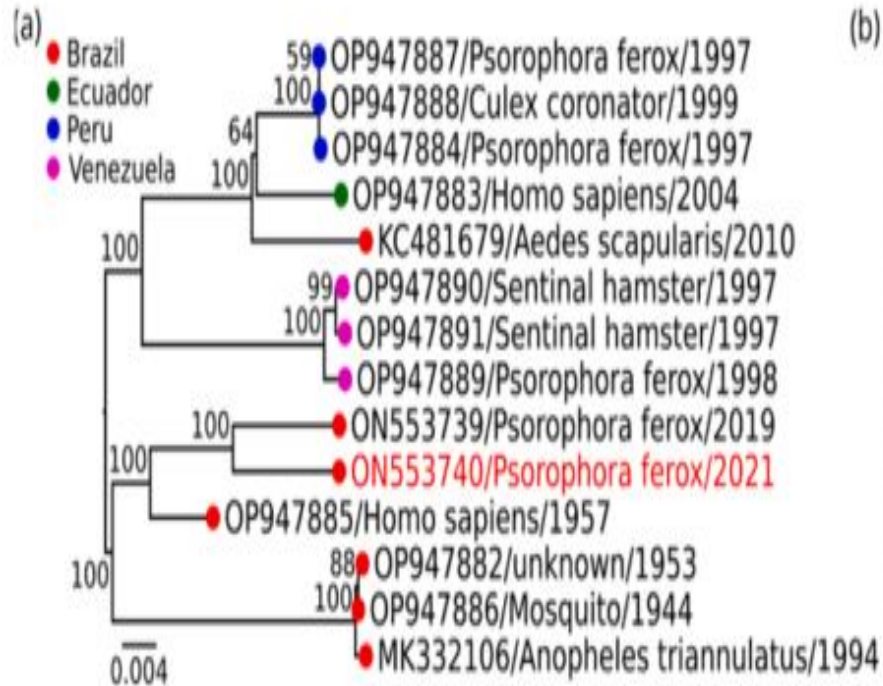 (a)
(b)
Brazil
Ecuador
Peru
Venezuela
59
OP947887/Psorophora ferox/1997
100
OP947888/Culex coronator/1999
64
OP947884/Psorophora ferox/1997
100
OP947883/Homo sapiens/2004
KC481679/Aedes scapularis/2010
100
99
OP947890/Sentinal hamster/1997
100
OP947891/Sentinal hamster/1997
OP947889/Psorophora ferox/1998
100
ON553739/Psorophora ferox/2019
100
ON553740/Psorophora ferox/2021
OP947885/Homo sapiens/1957
88
OP947882/unknown/1953
100
100
OP947886/Mosquito/1944
MK332106/Anopheles triannulatus/1994
0.004